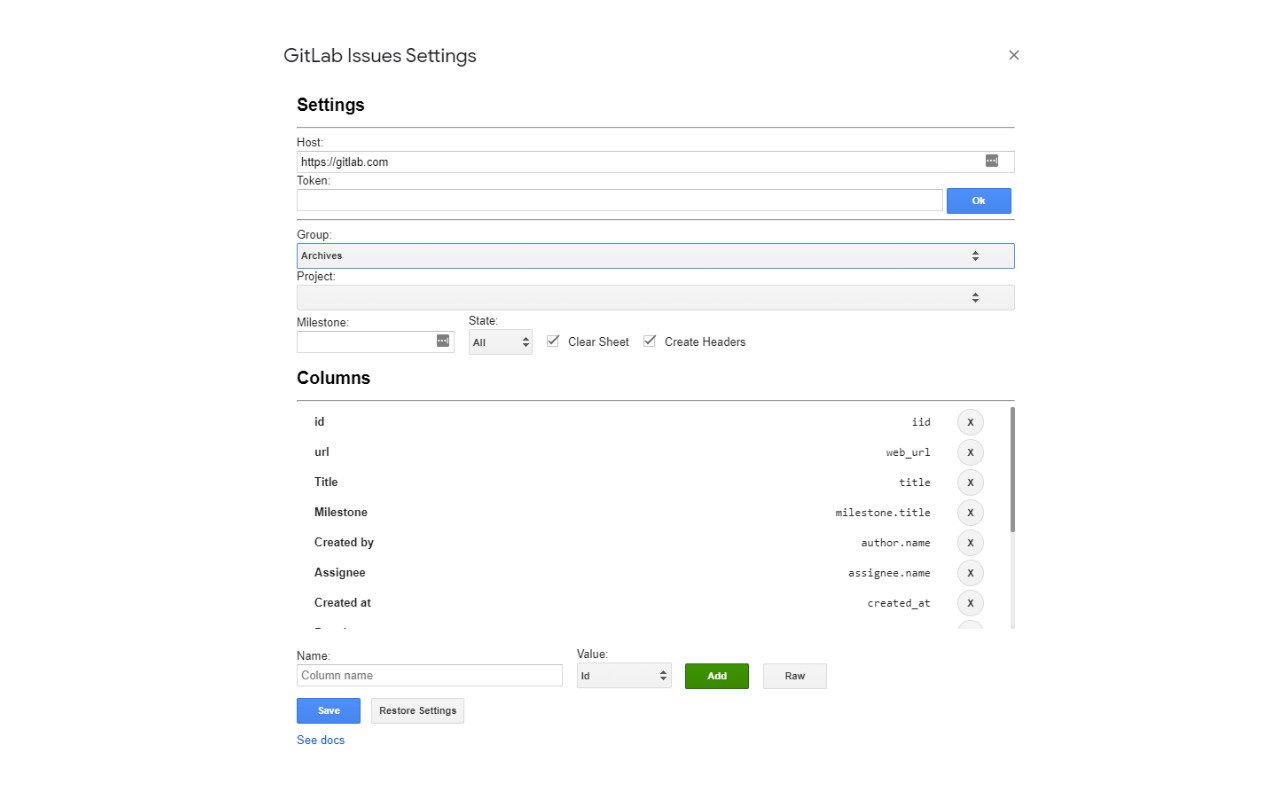 GitLab Issues Settings
Settings
Host:
https://gitlab.com
Token:
Ok
Group:
Archives
Project:
Milestone:
State:
All
Clear Sheet
Create Headers
Columns
id iid X
url web_url X
Title title X
Milestone milestone.title X
Created by author.name X
Assignee assignee.name X
Created at created_at X
Name:
Value:
Column name
Id
Add
Raw
Save
Restore Settings
See docs